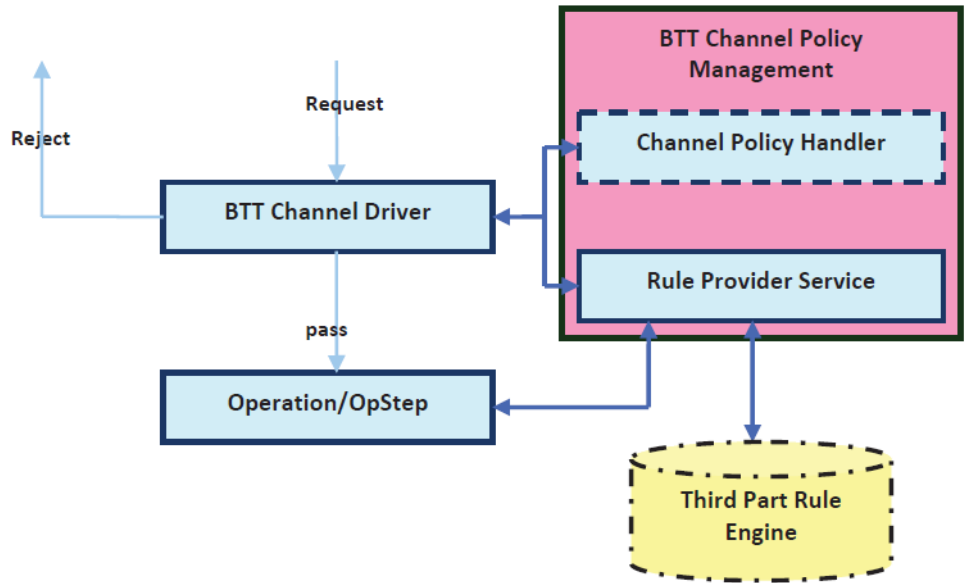 BTT Channel Policy
Management
Request
Reject
Channel Policy Handler
BTT Channel Driver
Rule Provider Service
pass
Operation/OpStep
Third Part Rule
Engine